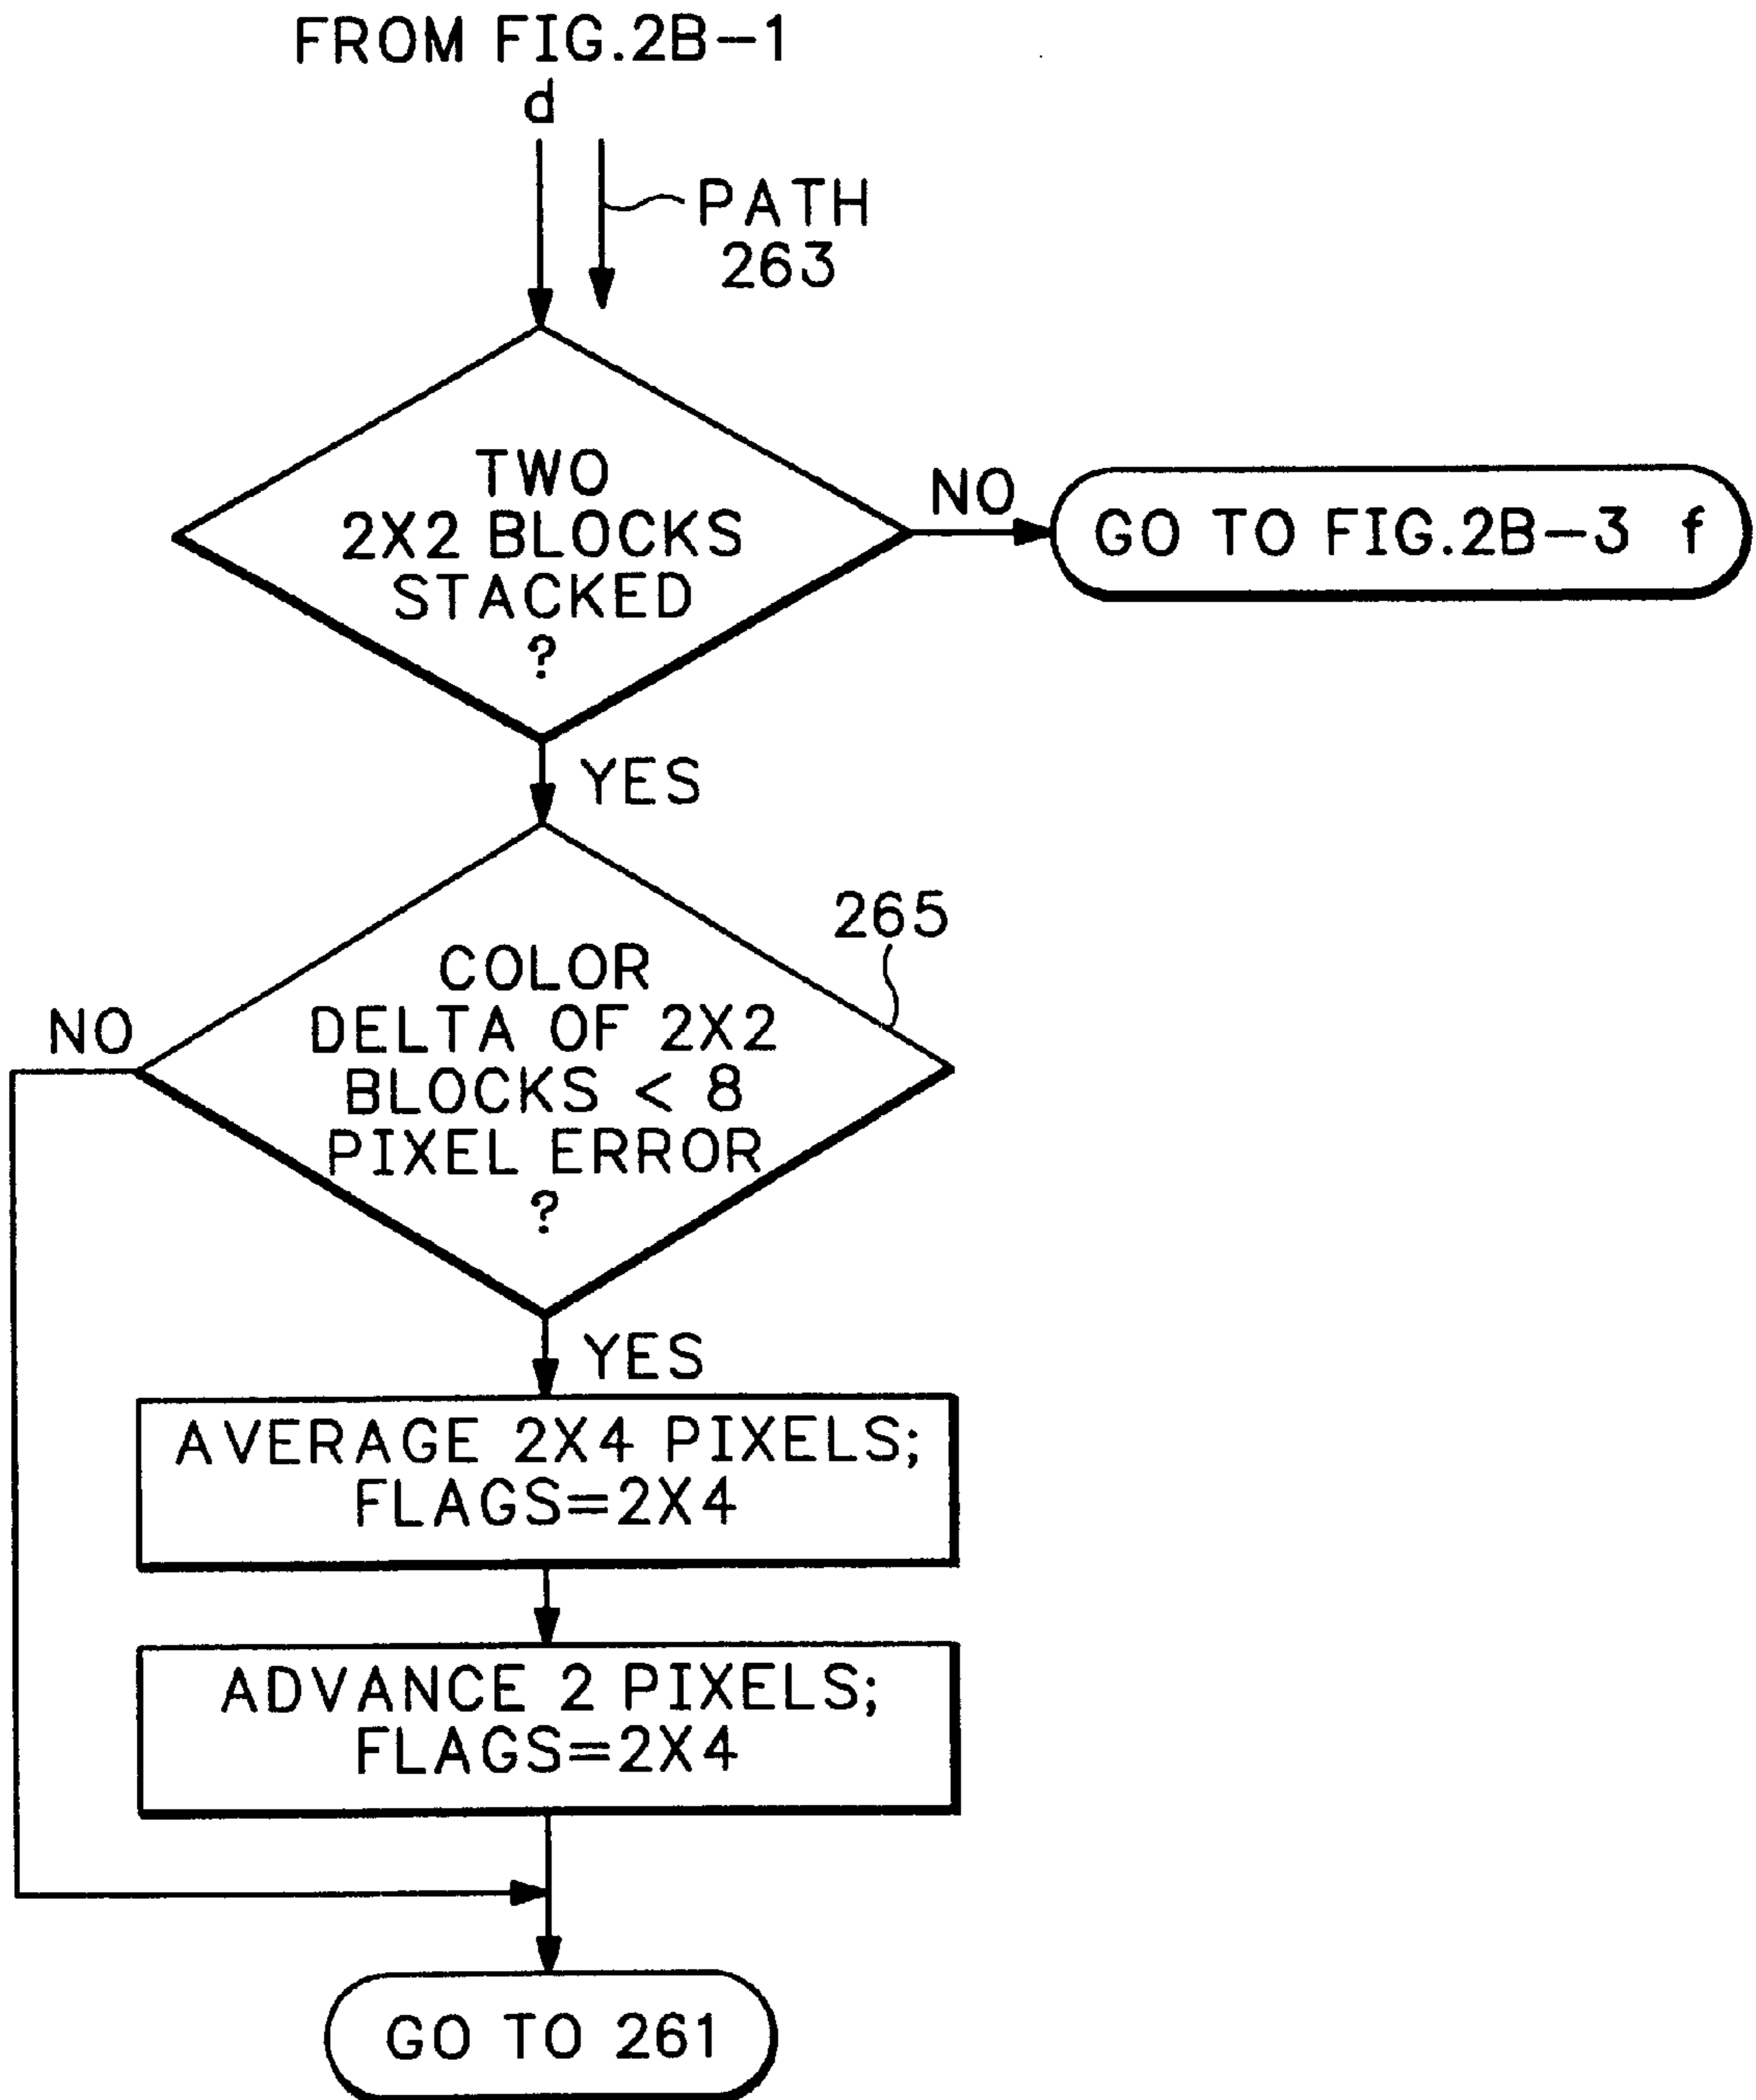 FROM FIG.2B-1
d
PATH
263
TWO
2X2 BLOCKS
STACKED
?
NO
GO TO FIG.2B-3 f
YES
265
COLOR
DELTA OF 2X2
BLOCKS < 8
PIXEL ERROR
?
NO
YES
AVERAGE 2X4 PIXELS;
FLAGS=2X4
ADVANCE 2 PIXELS;
FLAGS=2X4
GO TO 261